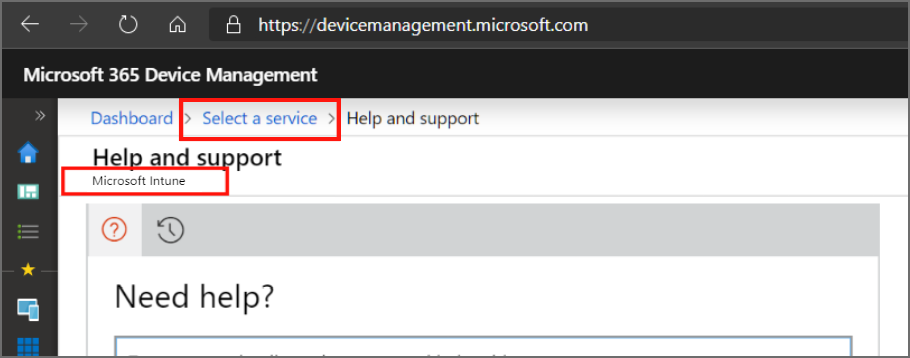 https://devicemanagement.microsoft.com
Microsoft 365 Device Management
Dashboard > Select a service > Help and support
Help and support
Microsoft Intune
Need help?